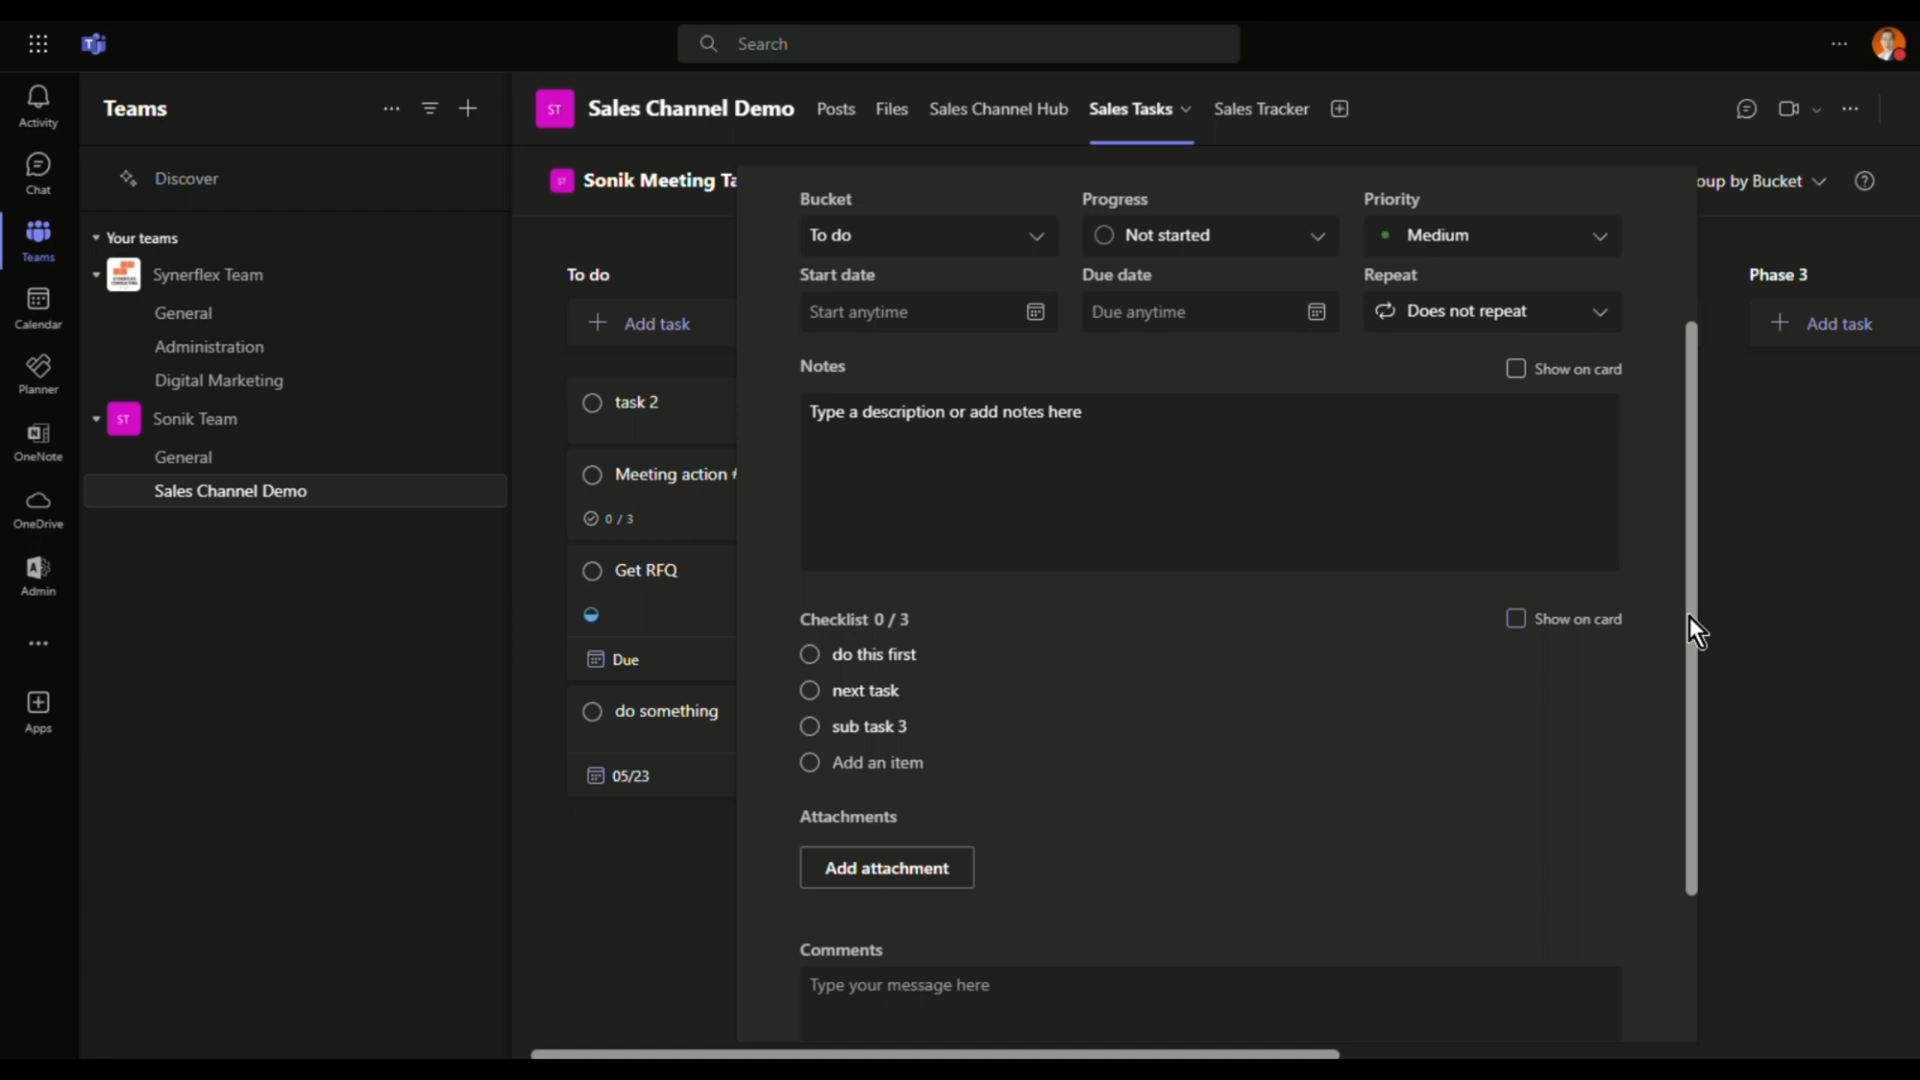 Search
Activity
Chat
Teams
Calendar
Planner
OneNote
OneDrive
Admin
Apps
Teams
Discover
Your teams
Synerflex Team
General
Administration
Digital Marketing
ST Sonik Team
General
Sales Channel Demo
ST Sales Channel Demo Posts Files Sales Channel Hub Sales Tasks Sales Tracker
Sonik Meeting Ta
oup by Bucket
To do
Add task
task 2
Meeting action #
0 / 3
Get RFQ
Due
do something
05/23
Bucket Progress Priority
To do Not started Medium
Start date Due date Repeat
Start anytime Due anytime Does not repeat
Notes Show on card
Type a description or add notes here
Checklist 0 / 3 Show on card
do this first
next task
sub task 3
Add an item
Attachments
Add attachment
Comments
Type your message here
Phase 3
Add task